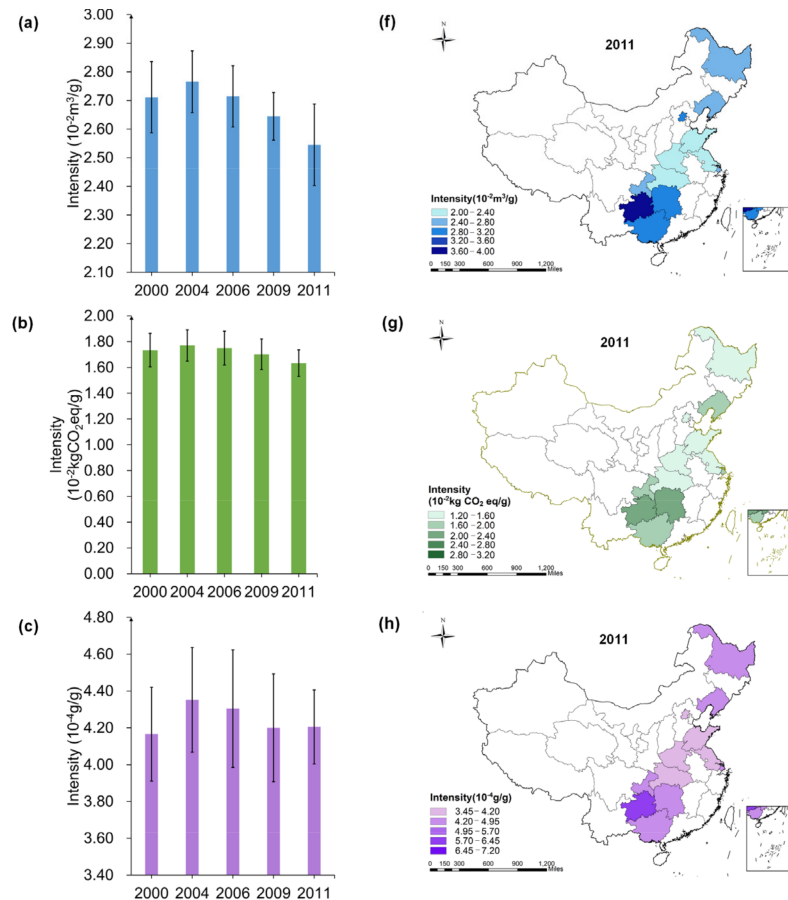 (a)
3.00
2.90
2.80
2.70
2.60
2.50
2.40
2.30
2.20
2.10
Intensity (10⁻²m³/g)
2000 2004 2006 2009 2011
(f)
N
2011
Intensity(10⁻²m³/g)
2.00–2.40
2.40–2.80
2.80–3.20
3.20–3.60
3.60–4.00
0 150 300 600 900 1,200
Miles
(b)
2.00
1.80
1.60
1.40
1.20
1.00
0.80
0.60
0.40
0.20
0.00
Intensity
(10⁻²kgCO₂eq/g)
2000 2004 2006 2009 2011
(g)
N
2011
Intensity
(10⁻²kg CO₂ eq/g)
1.20–1.60
1.60–2.00
2.00–2.40
2.40–2.80
2.80–3.20
0 150 300 600 900 1,200
Miles
(c)
4.80
4.60
4.40
4.20
4.00
3.80
3.60
3.40
Intensity (10⁻⁴g/g)
2000 2004 2006 2009 2011
(h)
N
2011
Intensity(10⁻⁴g/g)
3.45–4.20
4.20–4.95
4.95–5.70
5.70–6.45
6.45–7.20
0 150 300 600 900 1,200
Miles